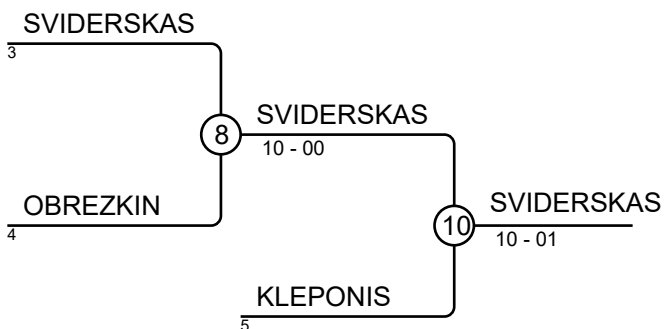 SVIDERSKAS
3
8
SVIDERSKAS
10 - 00
OBREZKIN
4
10
SVIDERSKAS
10 - 01
KLEPONIS
5